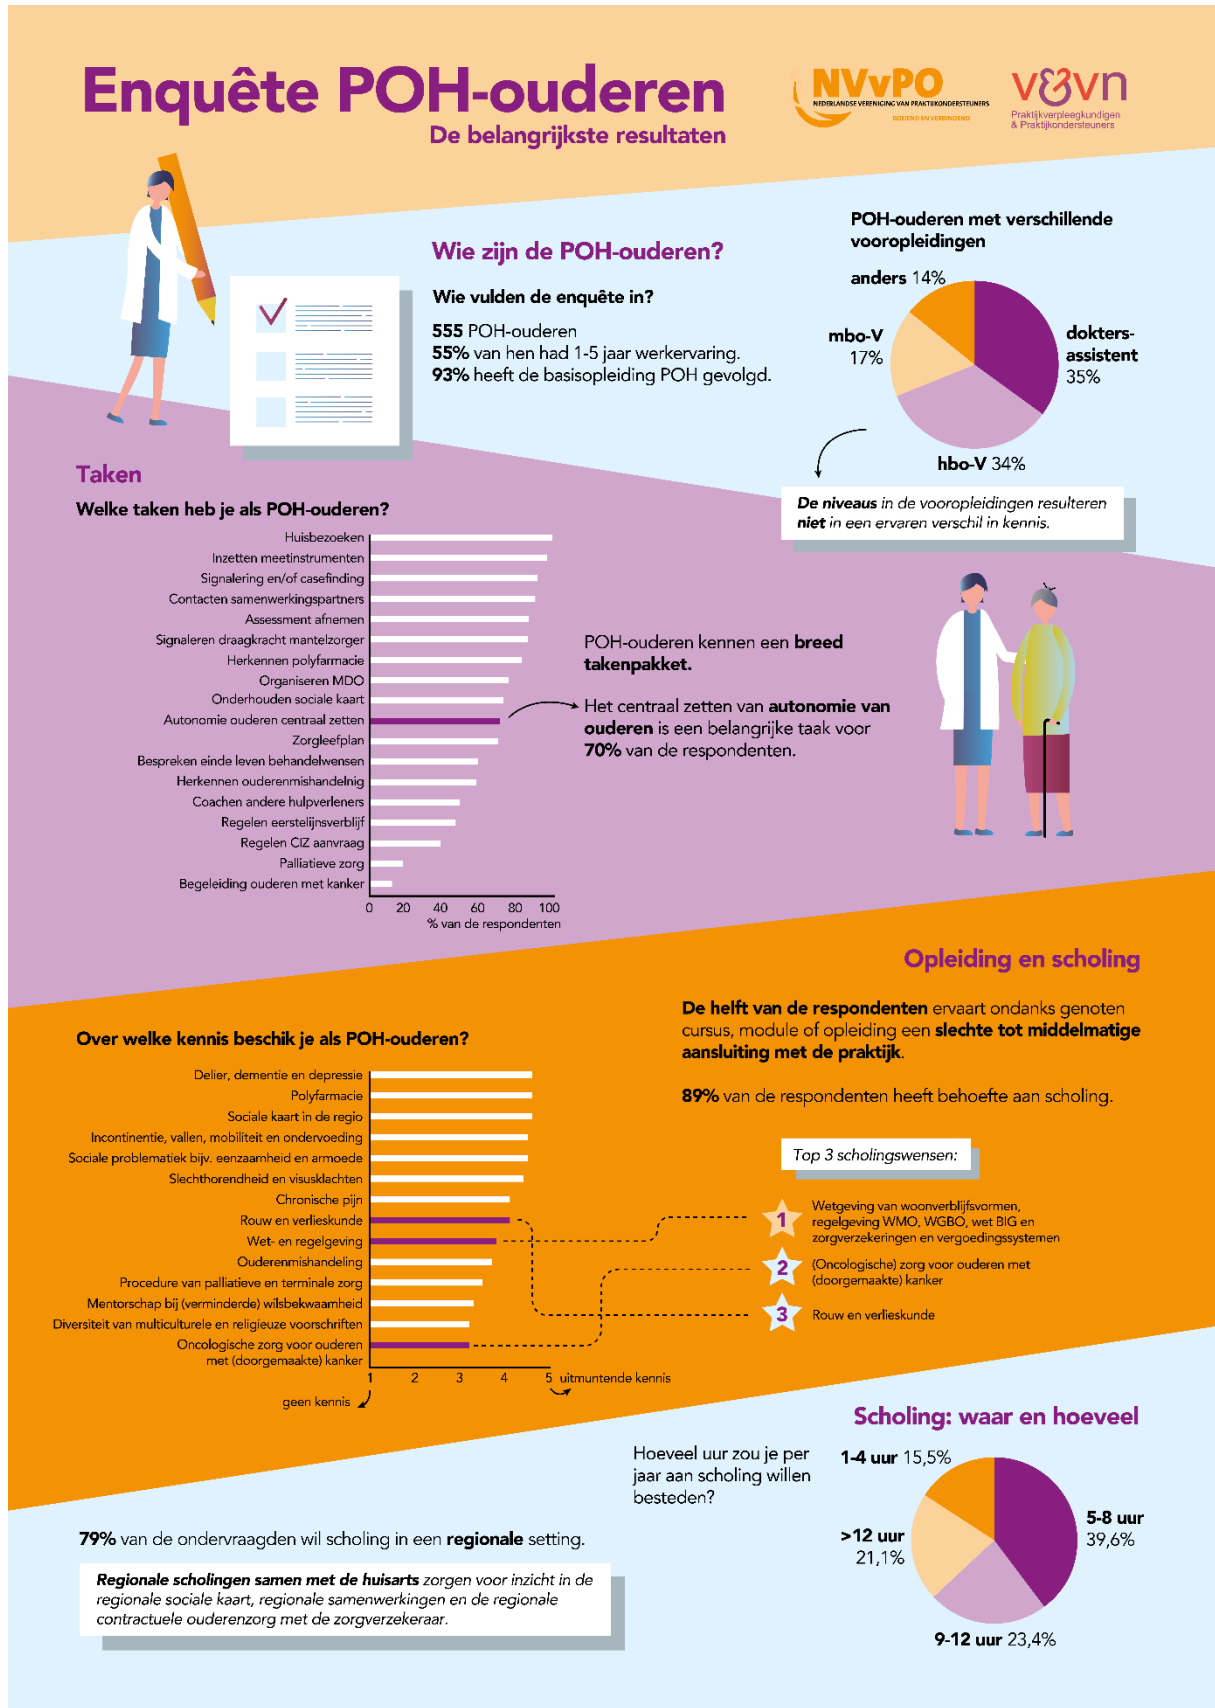 Enquête POH-ouderen
De belangrijkste resultaten
NVvPO
NEDERLANDSE VERENIGING VAN PRAKTIJKONDERSTEUNERS
BOEIEND EN VERBINDEND
v&vn
Praktijkverpleegkundigen
& Praktijkondersteuners
Wie zijn de POH-ouderen?
Wie vulden de enquête in?
555 POH-ouderen
55% van hen had 1-5 jaar werkervaring.
93% heeft de basisopleiding POH gevolgd.
POH-ouderen met verschillende
vooropleidingen
anders 14%
mbo-V
17%
dokters-
assistent
35%
hbo-V 34%
De niveaus in de vooropleidingen resulteren
niet in een ervaren verschil in kennis.
Taken
Welke taken heb je als POH-ouderen?
Huisbezoeken
Inzetten meetinstrumenten
Signalering en/of casefinding
Contacten samenwerkingspartners
Assessment afnemen
Signaleren draagkracht mantelzorger
Herkennen polyfarmacie
Organiseren MDO
Onderhouden sociale kaart
Autonomie ouderen centraal zetten
Zorgleefplan
Bespreken einde leven behandelwensen
Herkennen ouderenmishandelnig
Coachen andere hulpverleners
Regelen eerstelijnsverblijf
Regelen CIZ aanvraag
Palliatieve zorg
Begeleiding ouderen met kanker
0 20 40 60 80 100
% van de respondenten
POH-ouderen kennen een breed
takenpakket.
Het centraal zetten van autonomie van
ouderen is een belangrijke taak voor
70% van de respondenten.
Opleiding en scholing
De helft van de respondenten ervaart ondanks genoten
cursus, module of opleiding een slechte tot middelmatige
aansluiting met de praktijk.
89% van de respondenten heeft behoefte aan scholing.
Over welke kennis beschik je als POH-ouderen?
Delier, dementie en depressie
Polyfarmacie
Sociale kaart in de regio
Incontinentie, vallen, mobiliteit en ondervoeding
Sociale problematiek bijv. eenzaamheid en armoede
Slechthorendheid en visusklachten
Chronische pijn
Rouw en verlieskunde
Wet- en regelgeving
Ouderenmishandeling
Procedure van palliatieve en terminale zorg
Mentorschap bij (verminderde) wilsbekwaamheid
Diversiteit van multiculturele en religieuze voorschriften
Oncologische zorg voor ouderen
met (doorgemaakte) kanker
1 2 3 4 5 uitmuntende kennis
geen kennis
Top 3 scholingswensen:
1
Wetgeving van woonverblijfsvormen,
regelgeving WMO, WGBO, wet BIG en
zorgverzekeringen en vergoedingssystemen
2
(Oncologische) zorg voor ouderen met
(doorgemaakte) kanker
3
Rouw en verlieskunde
Scholing: waar en hoeveel
Hoeveel uur zou je per
jaar aan scholing willen
besteden?
1-4 uur 15,5%
5-8 uur
39,6%
>12 uur
21,1%
9-12 uur 23,4%
79% van de ondervraagden wil scholing in een regionale setting.
Regionale scholingen samen met de huisarts zorgen voor inzicht in de
regionale sociale kaart, regionale samenwerkingen en de regionale
contractuele ouderenzorg met de zorgverzekeraar.